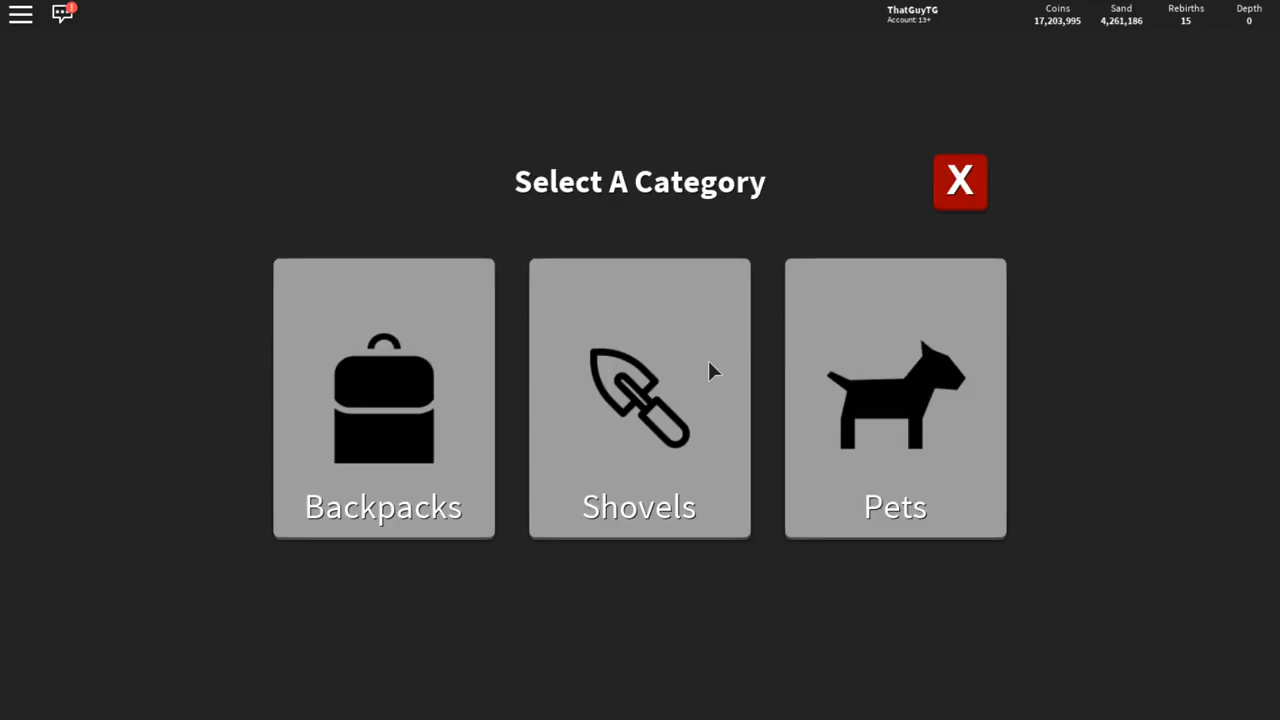 1
ThatGuyTG
Account: 13+
Coins
17,203,995
Sand
4,261,186
Rebirths
15
Depth
0
Select A Category
X
Backpacks
Shovels
Pets